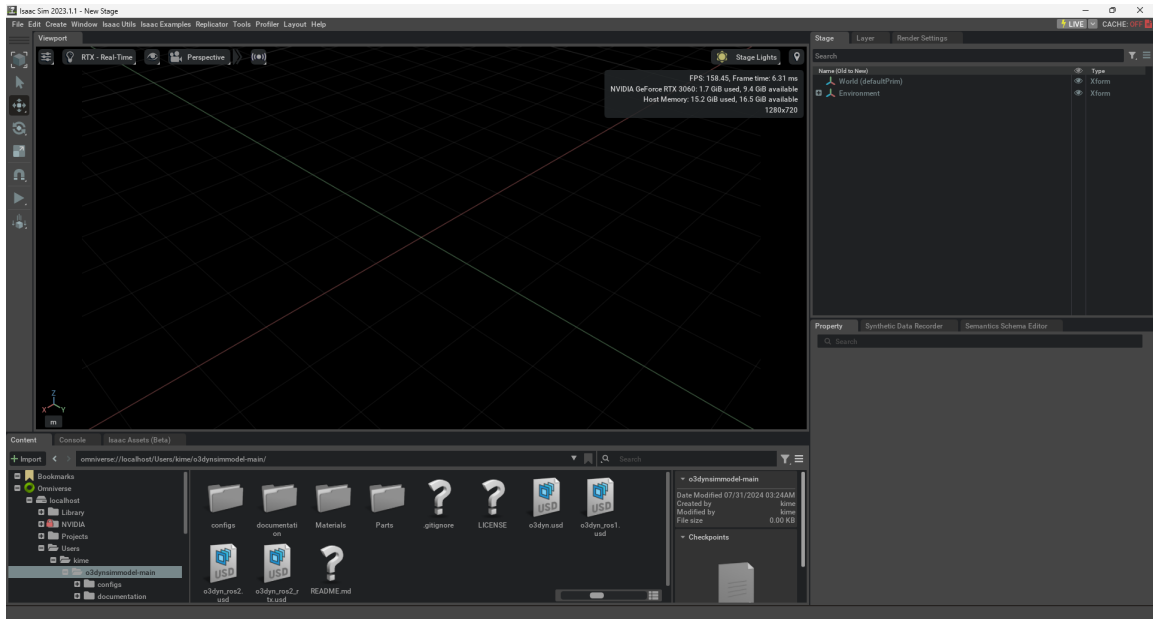 Isaac Sim 2023.1.1 - New Stage
File Edit Create Window Isaac Utils Isaac Examples Replicator Tools Profiler Layout Help
LIVE CACHE: OFF
Viewport
RTX - Real-Time Perspective Stage Lights
FPS: 158.45, Frame time: 6.31 ms
NVIDIA GeForce RTX 3060: 1.7 GiB used, 9.4 GiB available
Host Memory: 15.2 GiB used, 16.5 GiB available
1280x720
Z
X Y
m
Stage Layer Render Settings
Search
Name (Old to New) Type
World (defaultPrim) Xform
Environment Xform
Property Synthetic Data Recorder Semantics Schema Editor
Search
Content Console Isaac Assets (Beta)
+ Import omniverse://localhost/Users/kime/o3dynsimmodel-main/ Search
Bookmarks
Omniverse
localhost
Library
NVIDIA
Projects
Users
kime
o3dynsimmodel-main
configs
documentation
USD USD
configs documentati Materials Parts .gitignore LICENSE o3dyn.usd o3dyn_ros1.
on usd
USD USD
o3dyn_ros2. o3dyn_ros2_r README.md
usd tx.usd
o3dynsimmodel-main
Date Modified 07/31/2024 03:24AM
Created by kime
Modified by kime
File size 0.00 KB
Checkpoints